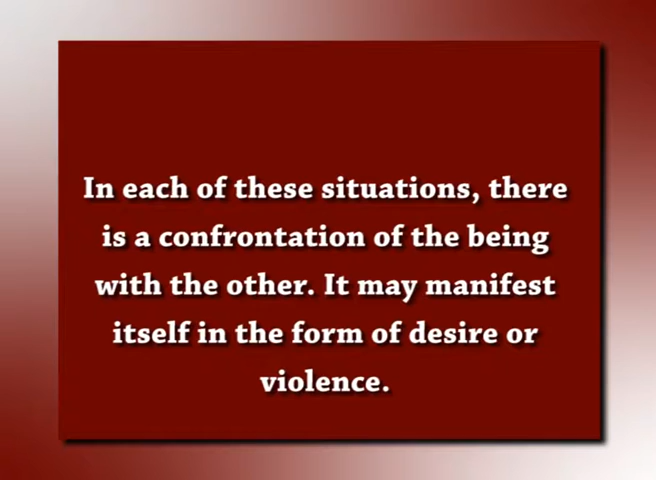 In each of these situations, there
is a confrontation of the being
with the other. It may manifest
itself in the form of desire or
violence.